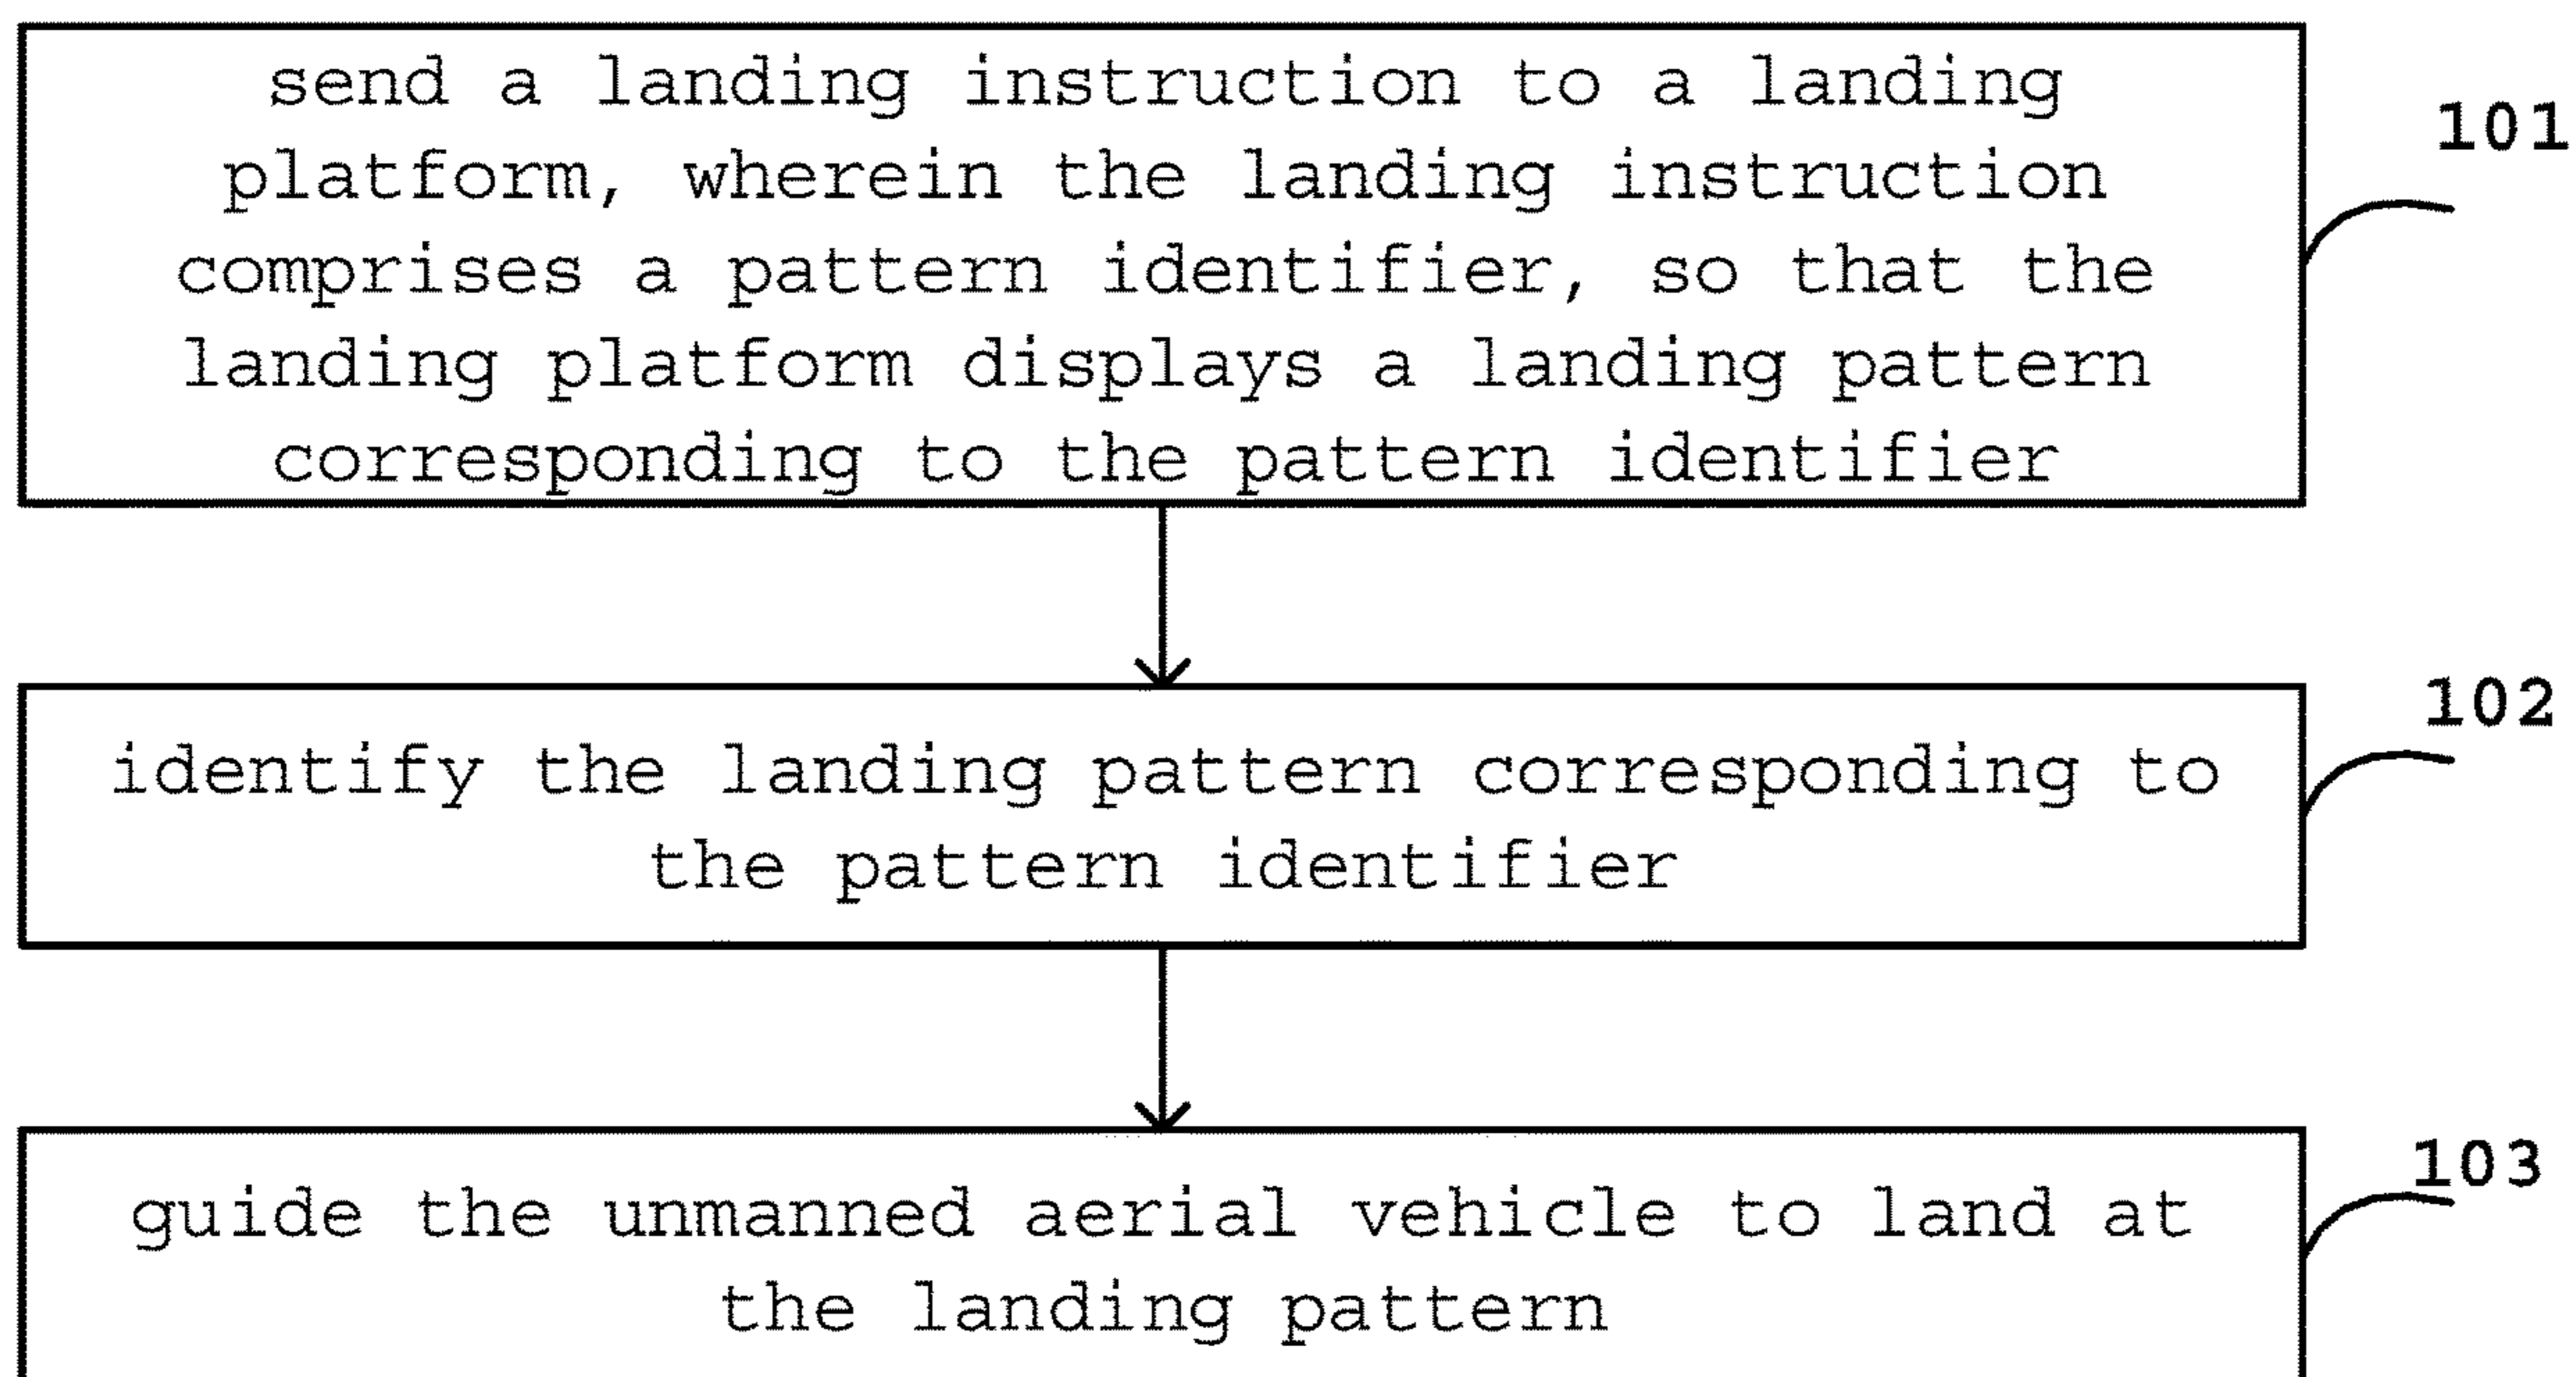 send a landing instruction to a landing
platform, wherein the landing instruction
comprises a pattern identifier, so that the
landing platform displays a landing pattern
corresponding to the pattern identifier
101
identify the landing pattern corresponding to
the pattern identifier
102
guide the unmanned aerial vehicle to land at
the landing pattern
103